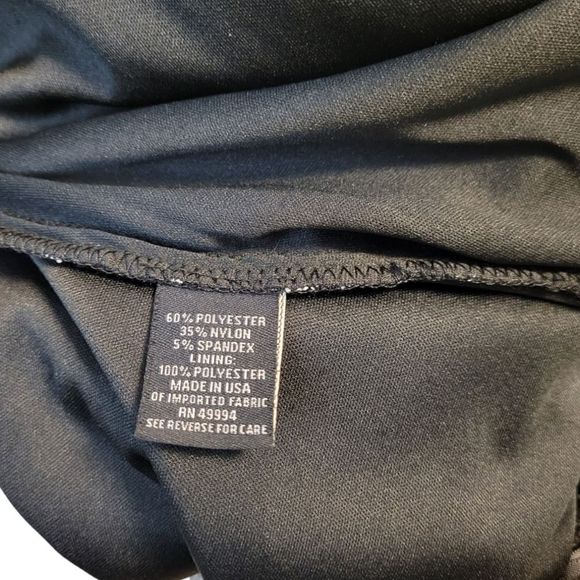 60% POLYESTER
35% NYLON
5% SPANDEX
LINING:
100% POLYESTER
MADE IN USA
OF IMPORTED FABRIC
RN 49994
SEE REVERSE FOR CARE